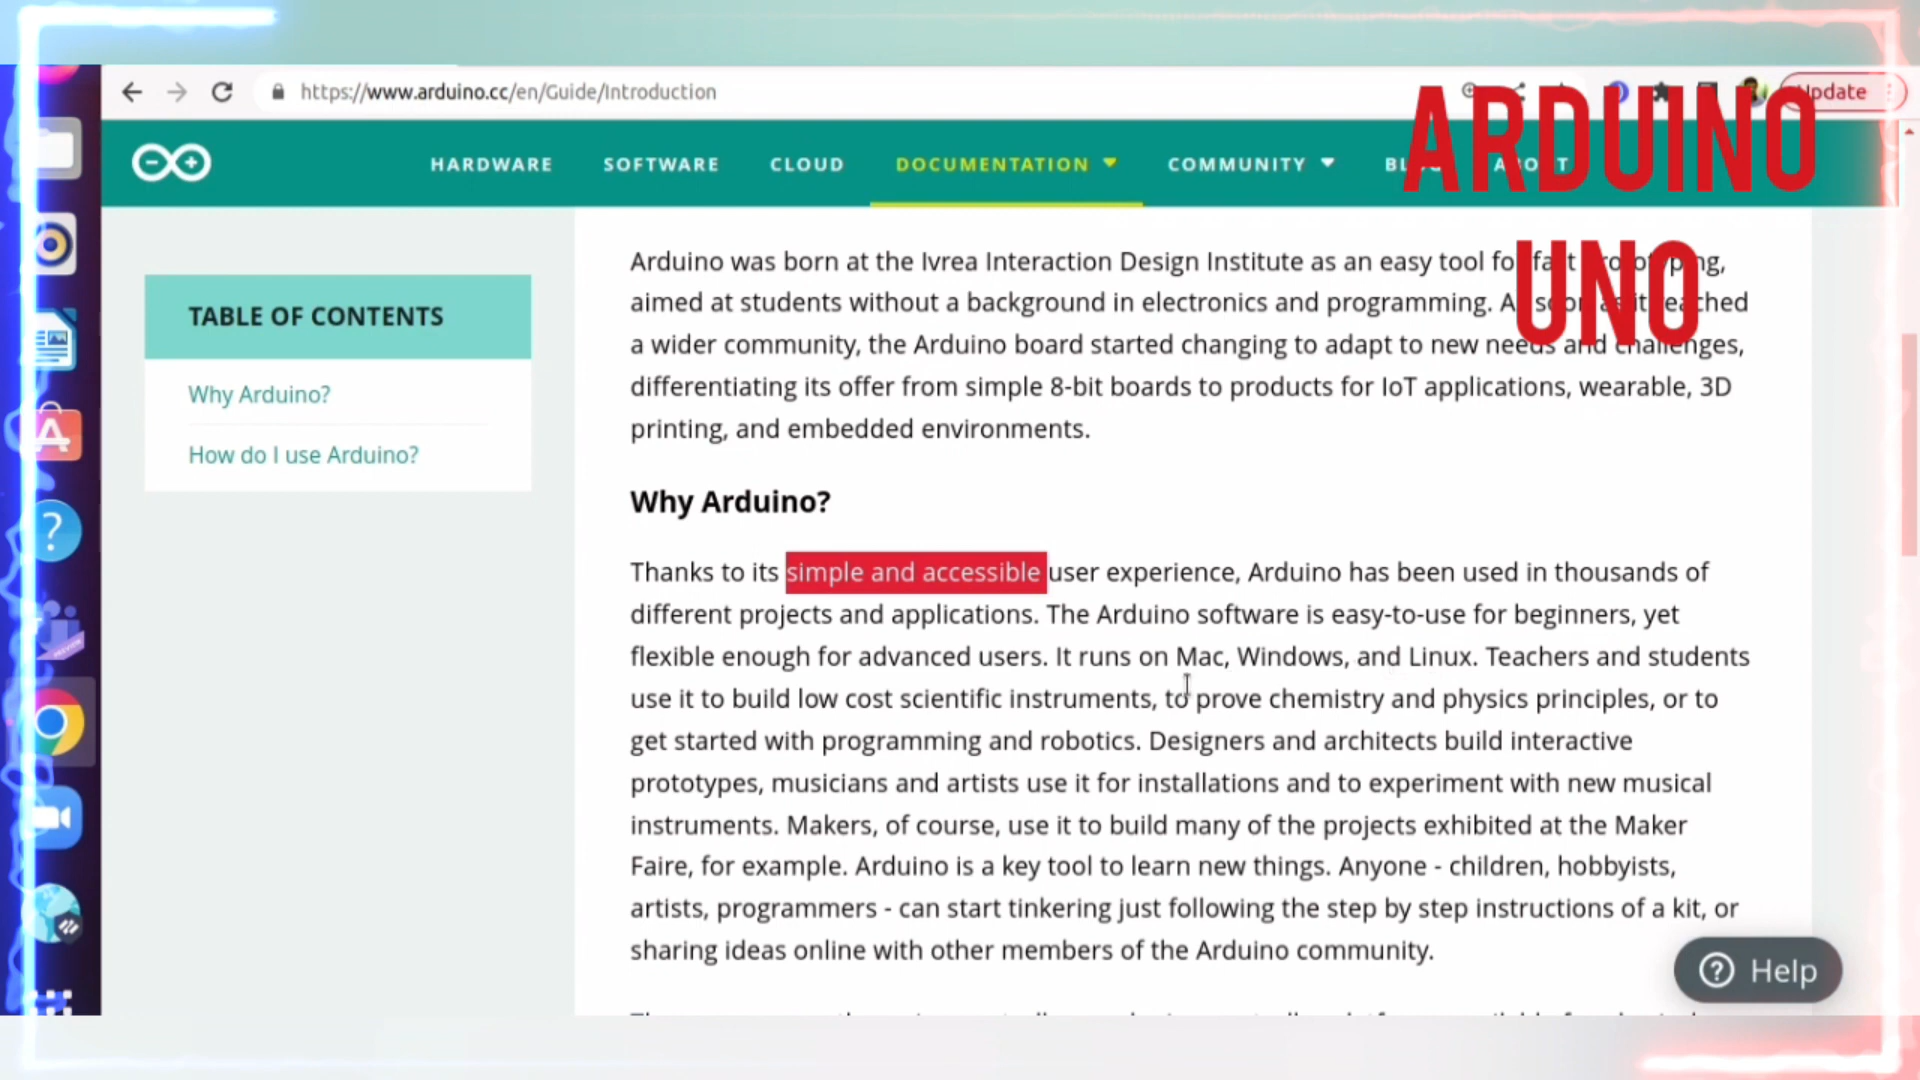 https://www.arduino.cc/en/Guide/Introduction
Update
ARDUINO
UNO
HARDWARE SOFTWARE CLOUD DOCUMENTATION COMMUNITY
TABLE OF CONTENTS
Why Arduino?
How do I use Arduino?
Arduino was born at the Ivrea Interaction Design Institute as an easy tool for fast prototyping,
aimed at students without a background in electronics and programming. As soon as it reached
a wider community, the Arduino board started changing to adapt to new needs and challenges,
differentiating its offer from simple 8-bit boards to products for IoT applications, wearable, 3D
printing, and embedded environments.
Why Arduino?
Thanks to its simple and accessible user experience, Arduino has been used in thousands of
different projects and applications. The Arduino software is easy-to-use for beginners, yet
flexible enough for advanced users. It runs on Mac, Windows, and Linux. Teachers and students
use it to build low cost scientific instruments, to prove chemistry and physics principles, or to
get started with programming and robotics. Designers and architects build interactive
prototypes, musicians and artists use it for installations and to experiment with new musical
instruments. Makers, of course, use it to build many of the projects exhibited at the Maker
Faire, for example. Arduino is a key tool to learn new things. Anyone - children, hobbyists,
artists, programmers - can start tinkering just following the step by step instructions of a kit, or
sharing ideas online with other members of the Arduino community.
Help